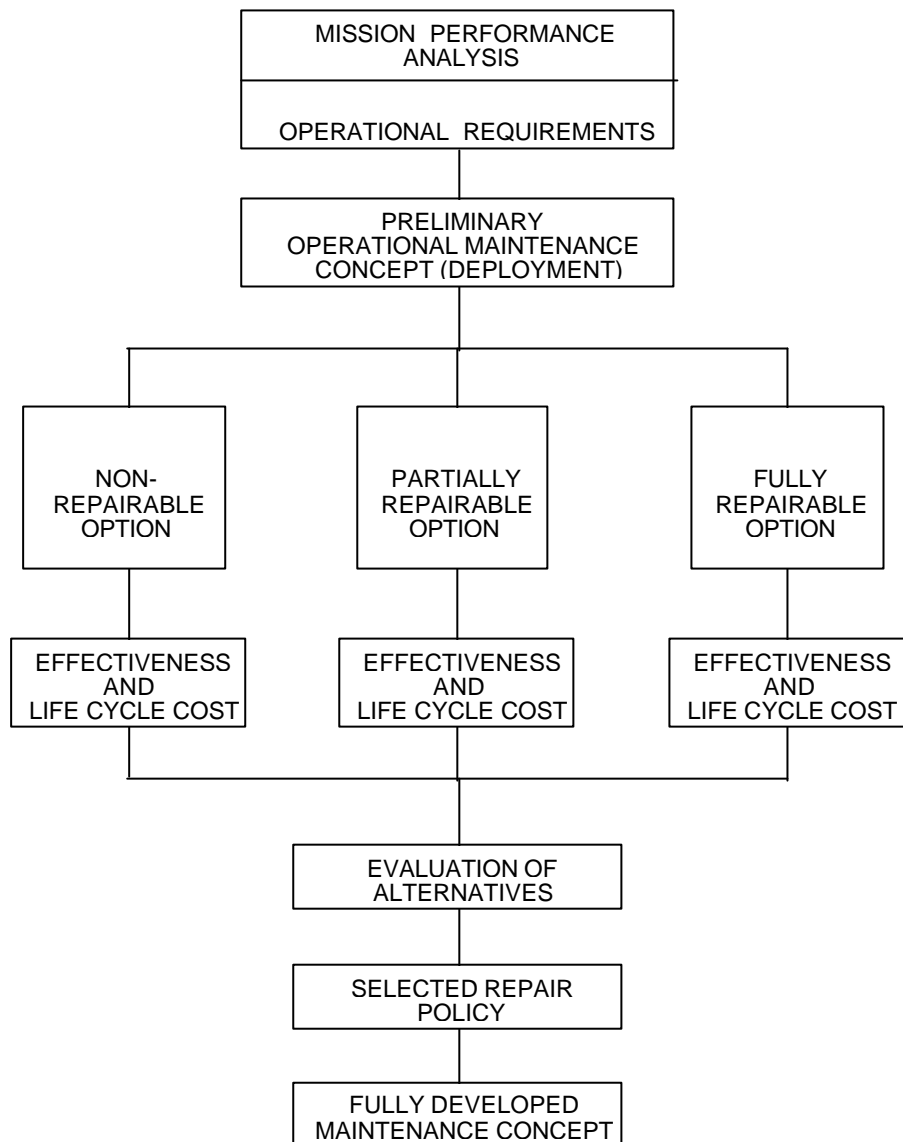 MISSION PERFORMANCE
ANALYSIS
OPERATIONAL REQUIREMENTS
PRELIMINARY
OPERATIONAL MAINTENANCE
CONCEPT (DEPLOYMENT)
NON-
REPAIRABLE
OPTION
PARTIALLY
REPAIRABLE
OPTION
FULLY
REPAIRABLE
OPTION
EFFECTIVENESS
AND
LIFE CYCLE COST
EFFECTIVENESS
AND
LIFE CYCLE COST
EFFECTIVENESS
AND
LIFE CYCLE COST
EVALUATION OF
ALTERNATIVES
SELECTED REPAIR
POLICY
FULLY DEVELOPED
MAINTENANCE CONCEPT